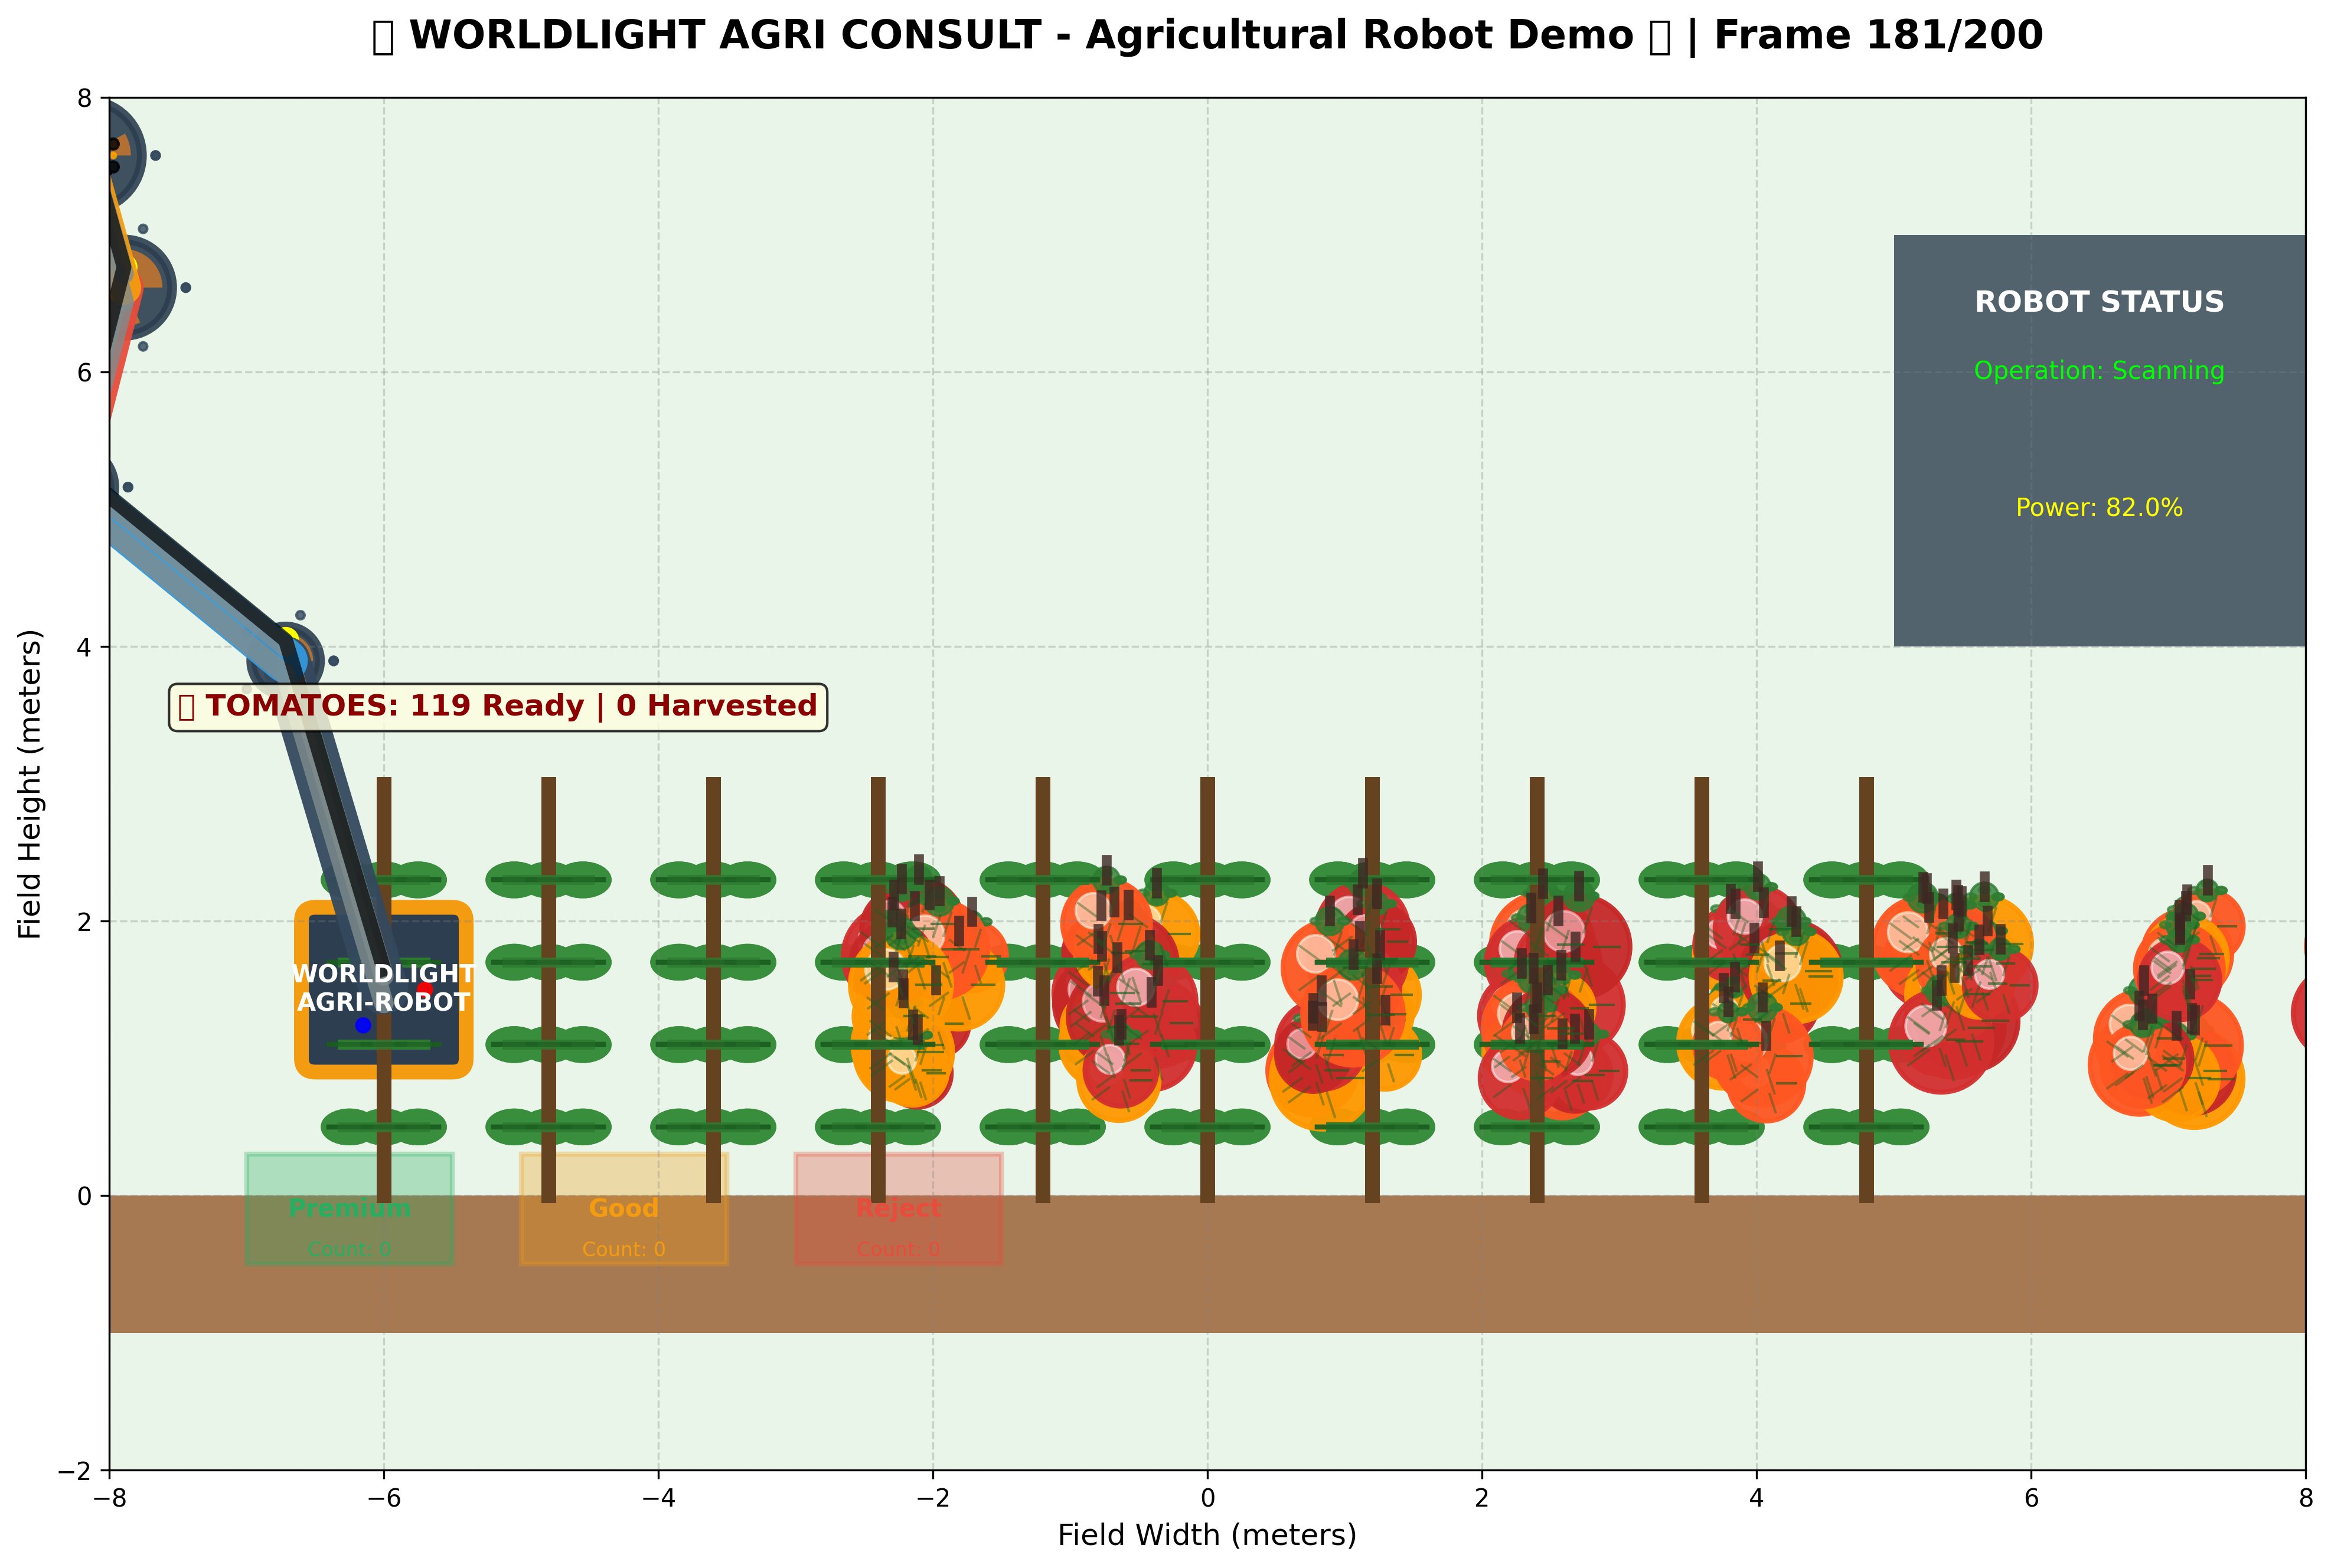 WORLDLIGHT AGRI CONSULT - Agricultural Robot Demo | Frame 181/200
8
6
4
2
0
−2
Field Height (meters)
ROBOT STATUS
Operation: Scanning
Power: 82.0%
TOMATOES: 119 Ready | 0 Harvested
WORLDLIGHT
AGRI-ROBOT
Premium
Count: 0
Good
Count: 0
Reject
Count: 0
−8
−6
−4
−2
0
2
4
6
8
Field Width (meters)